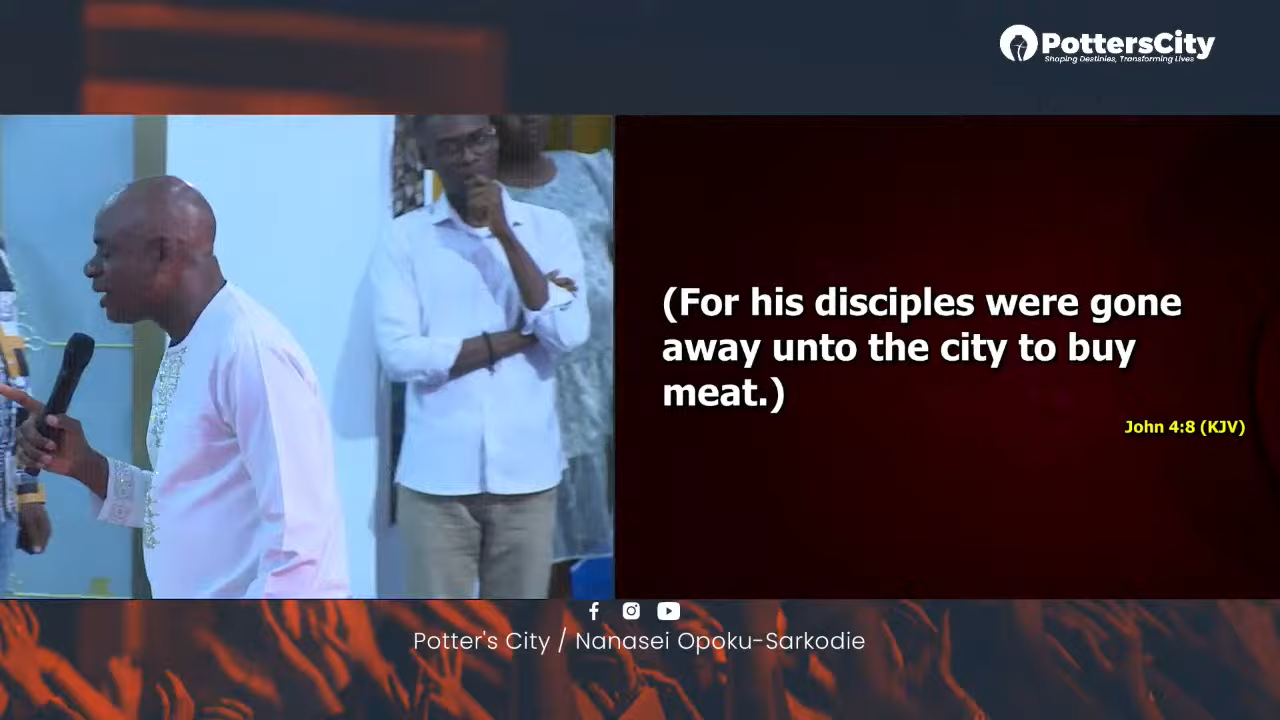 PottersCity
Shaping Destinies, Transforming Lives
(For his disciples were gone
away unto the city to buy
meat.)
John 4:8 (KJV)
Potter's City / Nanasei Opoku-Sarkodie